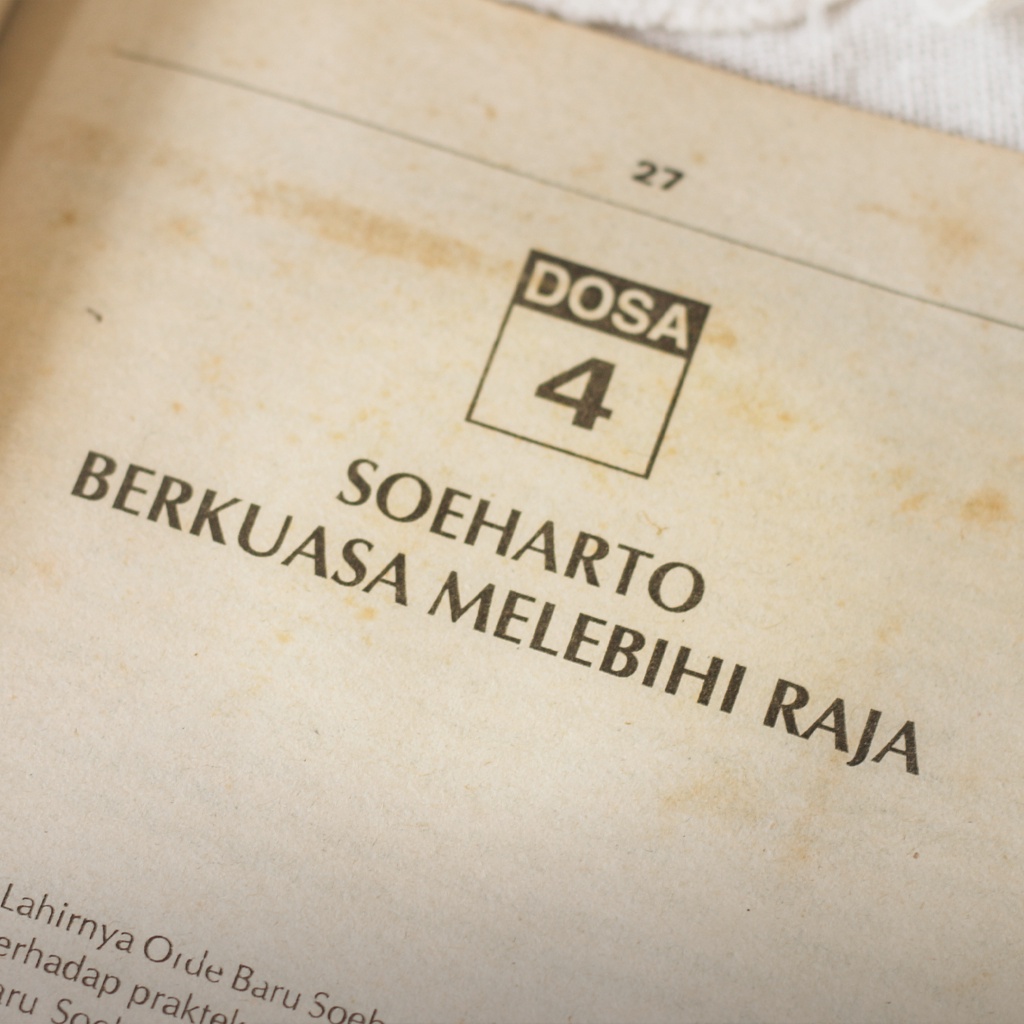 27
DOSA
4
SOEHARTO
BERKUASA MELEBIHI RAJA
Lahirnya Orde Baru